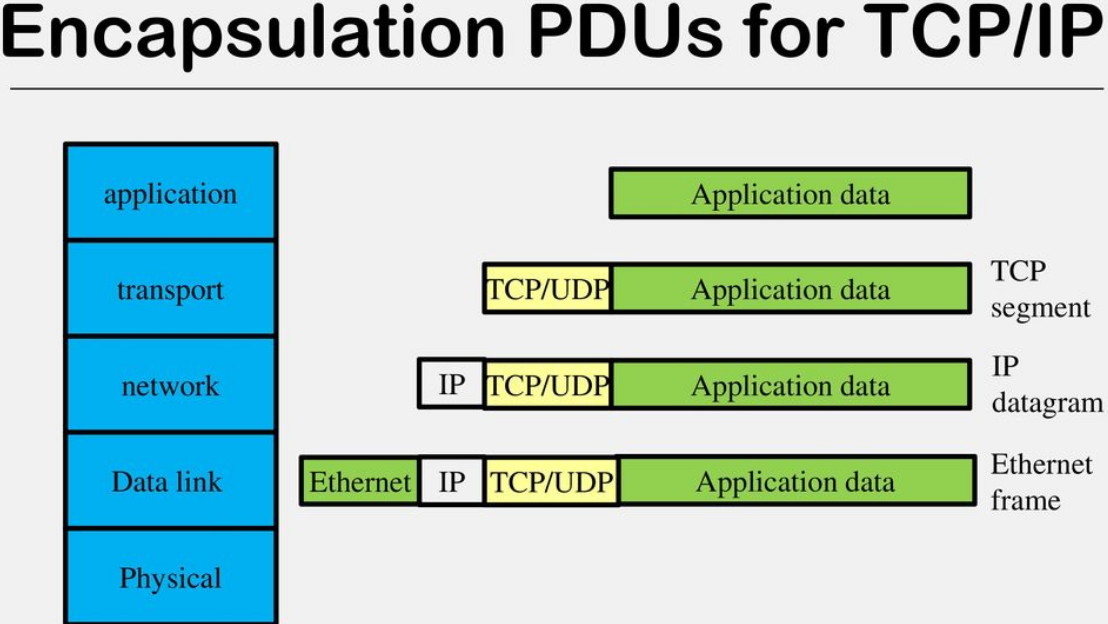 Encapsulation PDUs for TCP/IP
application
Application data
transport
TCP/UDP
Application data
TCP
segment
network
IP
TCP/UDP
Application data
IP
datagram
Data link
Ethernet
IP
TCP/UDP
Application data
Ethernet
frame
Physical